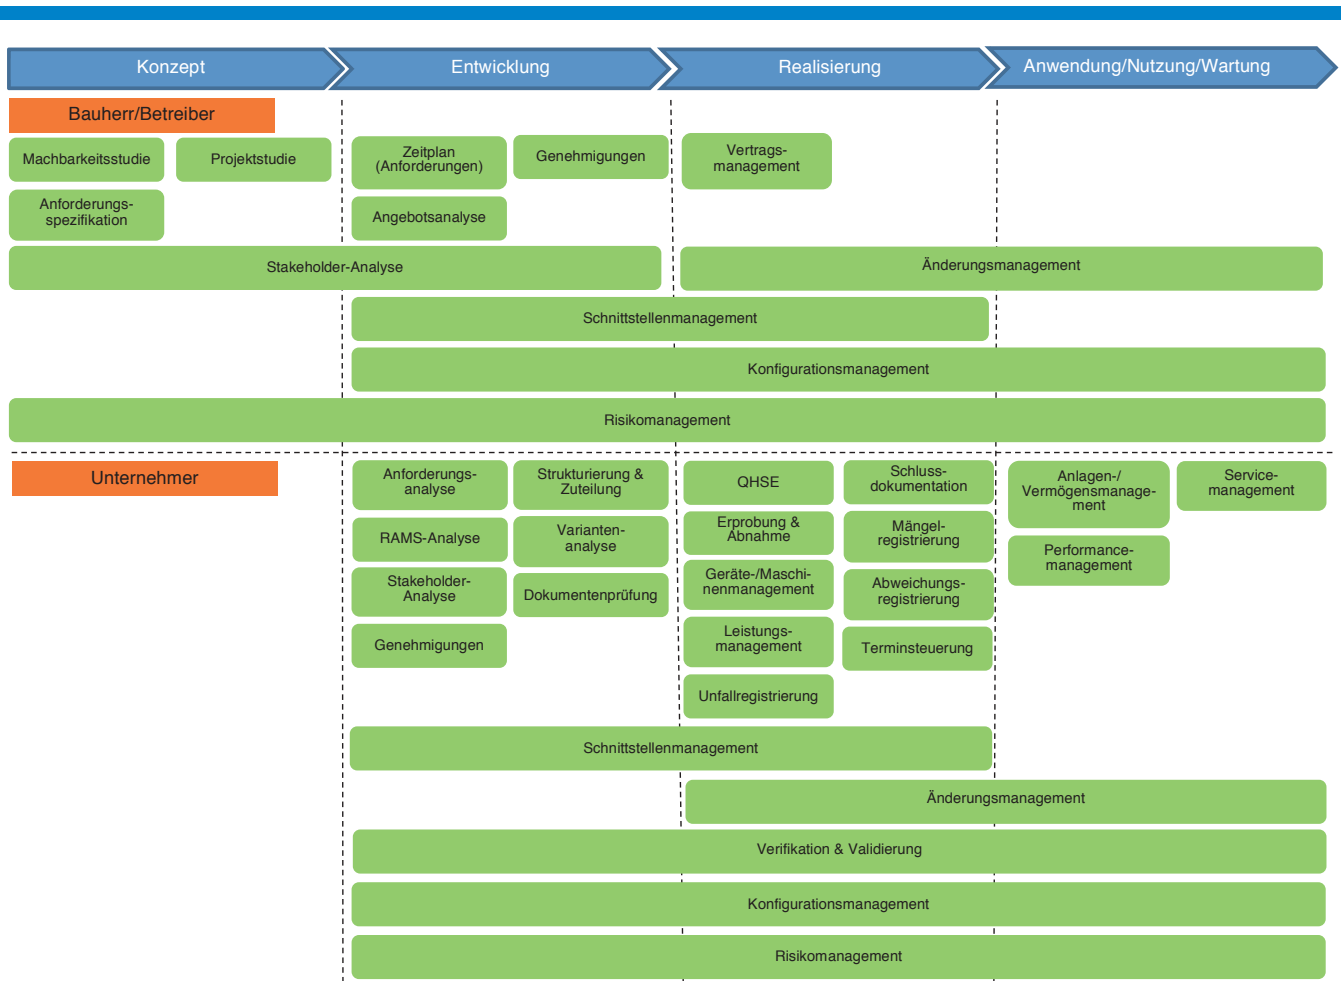 Konzept
Entwicklung
Realisierung
Anwendung/Nutzung/Wartung
Bauherr/Betreiber
Machbarkeitsstudie
Projektstudie
Zeitplan
(Anforderungen)
Genehmigungen
Vertrags-
management
Anforderungs-
spezifikation
Angebotsanalyse
Stakeholder-Analyse
Änderungsmanagement
Schnittstellenmanagement
Konfigurationsmanagement
Risikomanagement
Unternehmer
Anforderungs-
analyse
Strukturierung &
Zuteilung
QHSE
Schluss-
dokumentation
Anlagen-/
Vermögensmanage-
ment
Service-
management
RAMS-Analyse
Varianten-
analyse
Erprobung &
Abnahme
Mängel-
registrierung
Performance-
management
Stakeholder-
Analyse
Dokumentenprüfung
Geräte-/Maschi-
nenmanagement
Abweichungs-
registrierung
Genehmigungen
Leistungs-
management
Terminsteuerung
Unfallregistrierung
Schnittstellenmanagement
Änderungsmanagement
Verifikation & Validierung
Konfigurationsmanagement
Risikomanagement